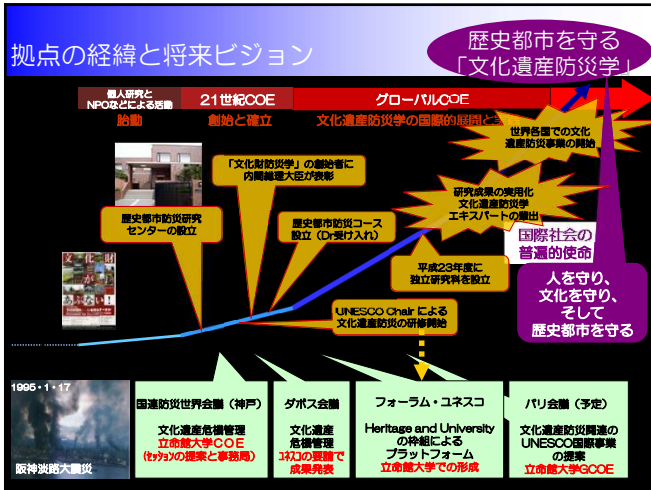 拠点の経緯と将来ビジョン
歴史都市を守る
「文化遺産防災学」
個人研究と
NPOなどによる活動
21世紀COE
グローバルCOE
胎動
創始と確立
文化遺産防災学の国際的展開と
世界各国での文化
遺産防災事業の開始
「文化財防災学」の創始者に
内閣総理大臣が表彰
研究成果の実用化
文化遺産防災学
エキスパートの輩出
歴史都市防災研究
センターの設立
歴史都市防災コース
設立（Dr受け入れ）
国際社会の
普遍的使命
平成23年度に
独立研究科を設立
人を守り、
文化を守り、
そして
歴史都市を守る
文化財
が
あぶない！
UNESCO Chair による
文化遺産防災の研修開始
1995・1・17
阪神淡路大震災
国連防災世界会議（神戸）
文化遺産危機管理
立命館大学COE
（セッションの提案と事務局）
ダボス会議
文化遺産
危機管理
ユネスコの要請で
成果発表
フォーラム・ユネスコ
Heritage and University
の枠組による
プラットフォーム
立命館大学での形成
パリ会議（予定）
文化遺産防災関連の
UNESCO国際事業
の提案
立命館大学GCOE